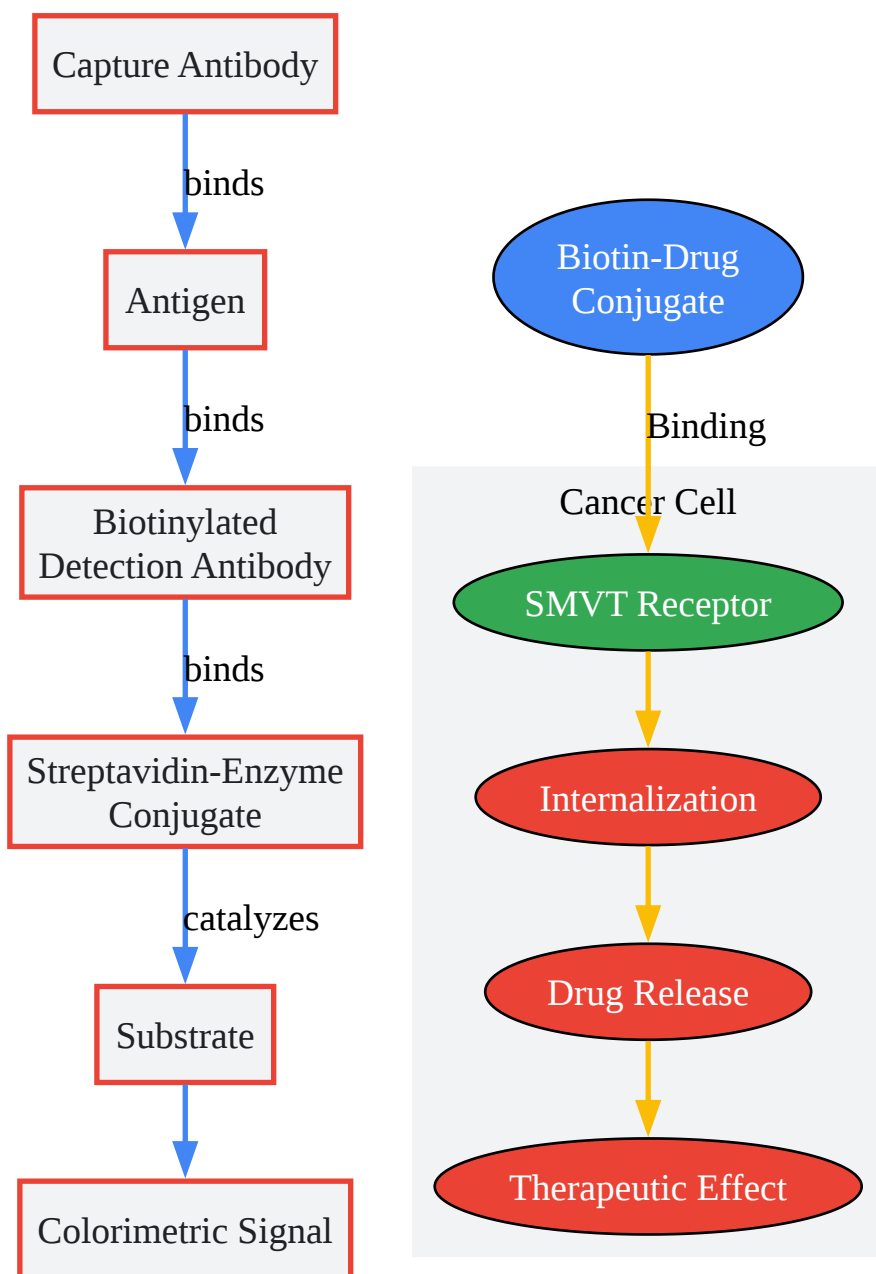 Capture Antibody
binds
Antigen
binds
Biotinylated
Detection Antibody
binds
Streptavidin-Enzyme
Conjugate
catalyzes
Substrate
Colorimetric Signal
Biotin-Drug
Conjugate
Binding
Cancer Cell
SMVT Receptor
Internalization
Drug Release
Therapeutic Effect